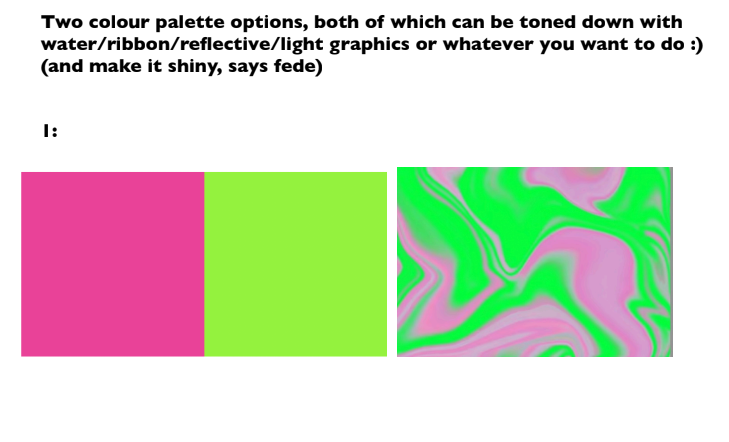 Two colour palette options, both of which can be toned down with
water/ribbon/reflective/light graphics or whatever you want to do :)
(and make it shiny, says fede)
1: